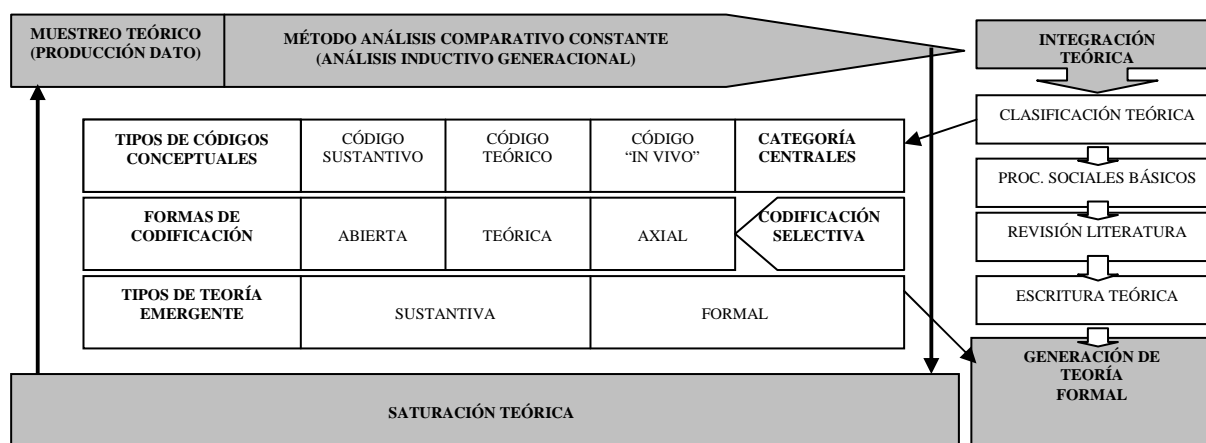 MUESTREO TEÓRICO
(PRODUCCIÓN DATO)
MÉTODO ANÁLISIS COMPARATIVO CONSTANTE
(ANÁLISIS INDUCTIVO GENERACIONAL)
INTEGRACIÓN
TEÓRICA
TIPOS DE CÓDIGOS
CONCEPTUALES
CÓDIGO
SUSTANTIVO
CÓDIGO
TEÓRICO
CÓDIGO
“IN VIVO”
CATEGORÍA
CENTRALES
FORMAS DE
CODIFICACIÓN
ABIERTA
TEÓRICA
AXIAL
CODIFICACIÓN
SELECTIVA
TIPOS DE TEORÍA
EMERGENTE
SUSTANTIVA
FORMAL
CLASIFICACIÓN TEÓRICA
PROC. SOCIALES BÁSICOS
REVISIÓN LITERATURA
ESCRITURA TEÓRICA
GENERACIÓN DE
TEORÍA
FORMAL
SATURACIÓN TEÓRICA